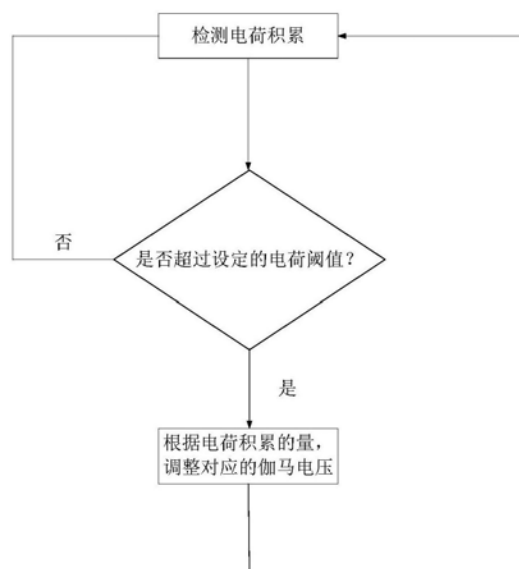 检测电荷积累
否
是否超过设定的电荷阈值？
是
根据电荷积累的量，
调整对应的伽马电压